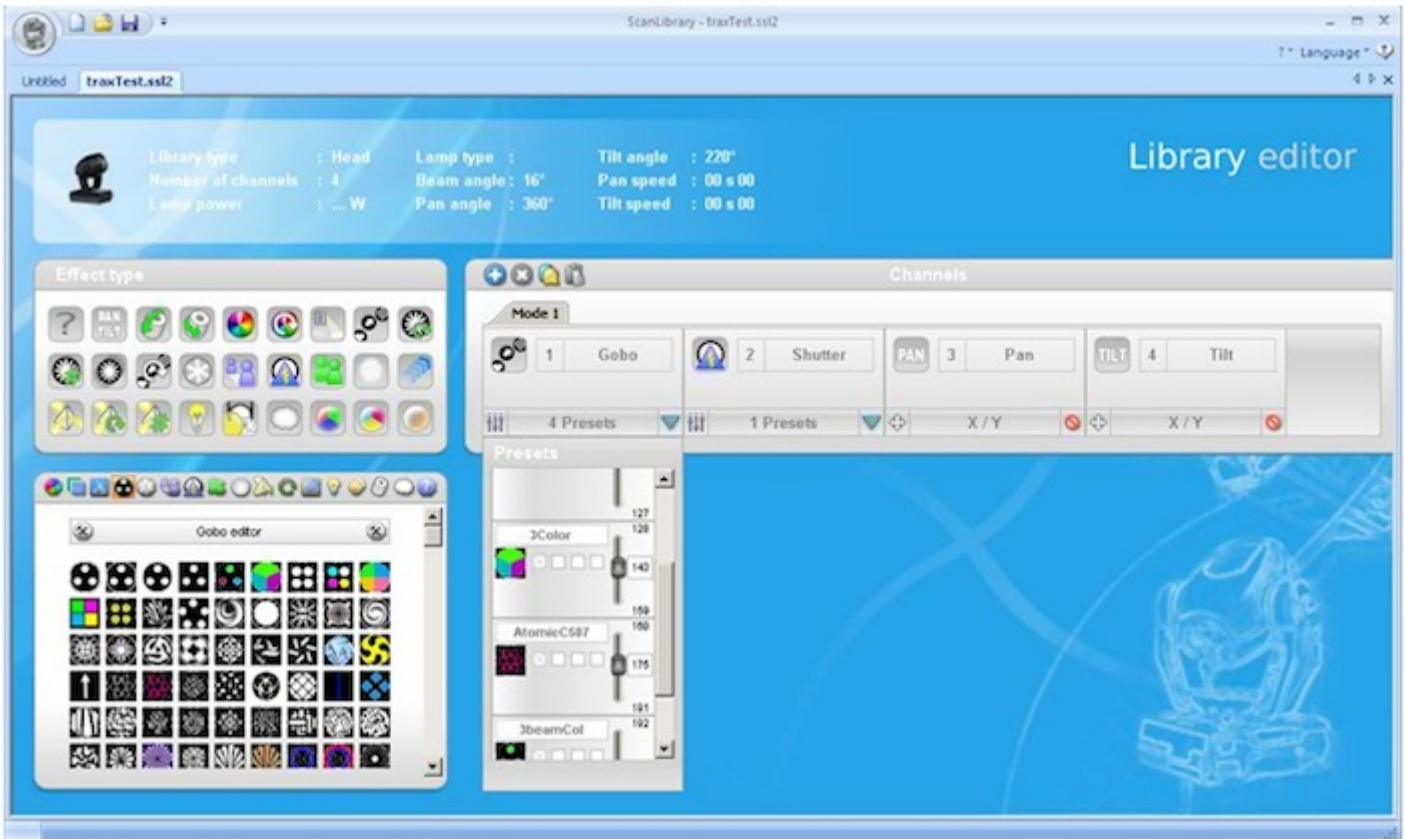 ScanLibrary - traxTest.ssl2
? Language
Untitled traxTest.ssl2
Library editor
Library type : Head Lamp type : Tilt angle : 220°
Number of channels : 4 Beam angle : 16° Pan speed : 00 s 00
Lamp power : ... W Pan angle : 360° Tilt speed : 00 s 00
Effect type
PAN
TILT
Channels
Mode 1
1 Gobo 2 Shutter PAN 3 Pan TILT 4 Tilt
4 Presets 1 Presets X / Y X / Y
Presets
127
3Color 128
143
159
AtomicC587 160
175
191
3beamCol 192
Gobo editor